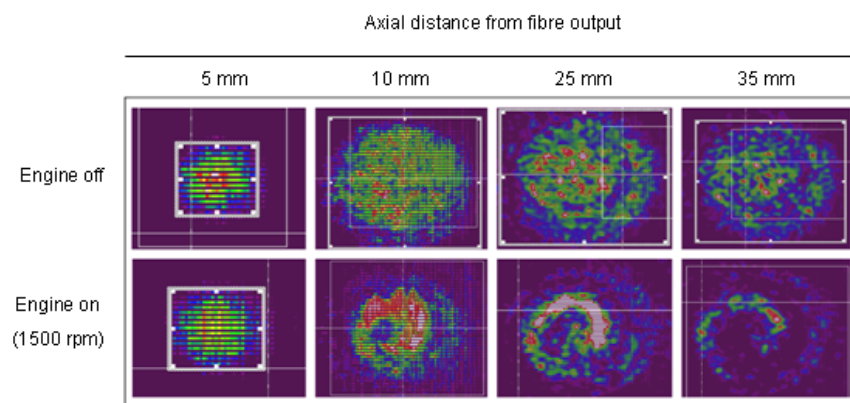 Axial distance from fibre output
5 mm 10 mm 25 mm 35 mm
Engine off
Engine on
(1500 rpm)